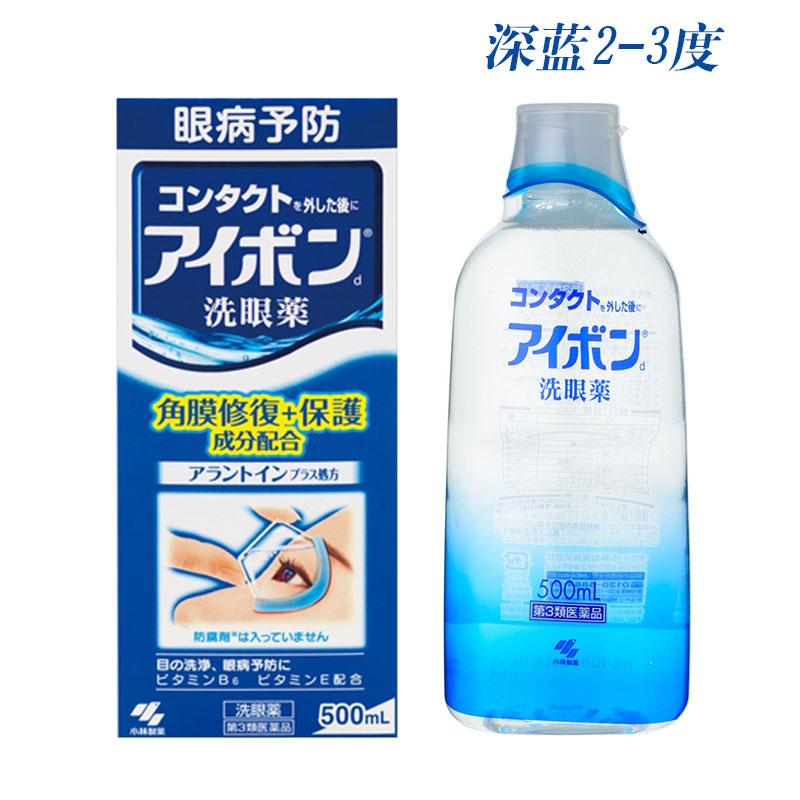 深蓝2-3度
眼病予防
コンタクトを外した後に
アイボン®d
洗眼薬
角膜修復+保護
成分配合
アラントインプラス処方
防腐剤※は入っていません
目の洗浄、眼病予防に
ビタミンB6 ビタミンE配合
小林製薬
洗眼薬
第3類医薬品
500mL
コンタクトを外した後に
アイボンd
洗眼薬
500mL
第3類医薬品
小林製薬